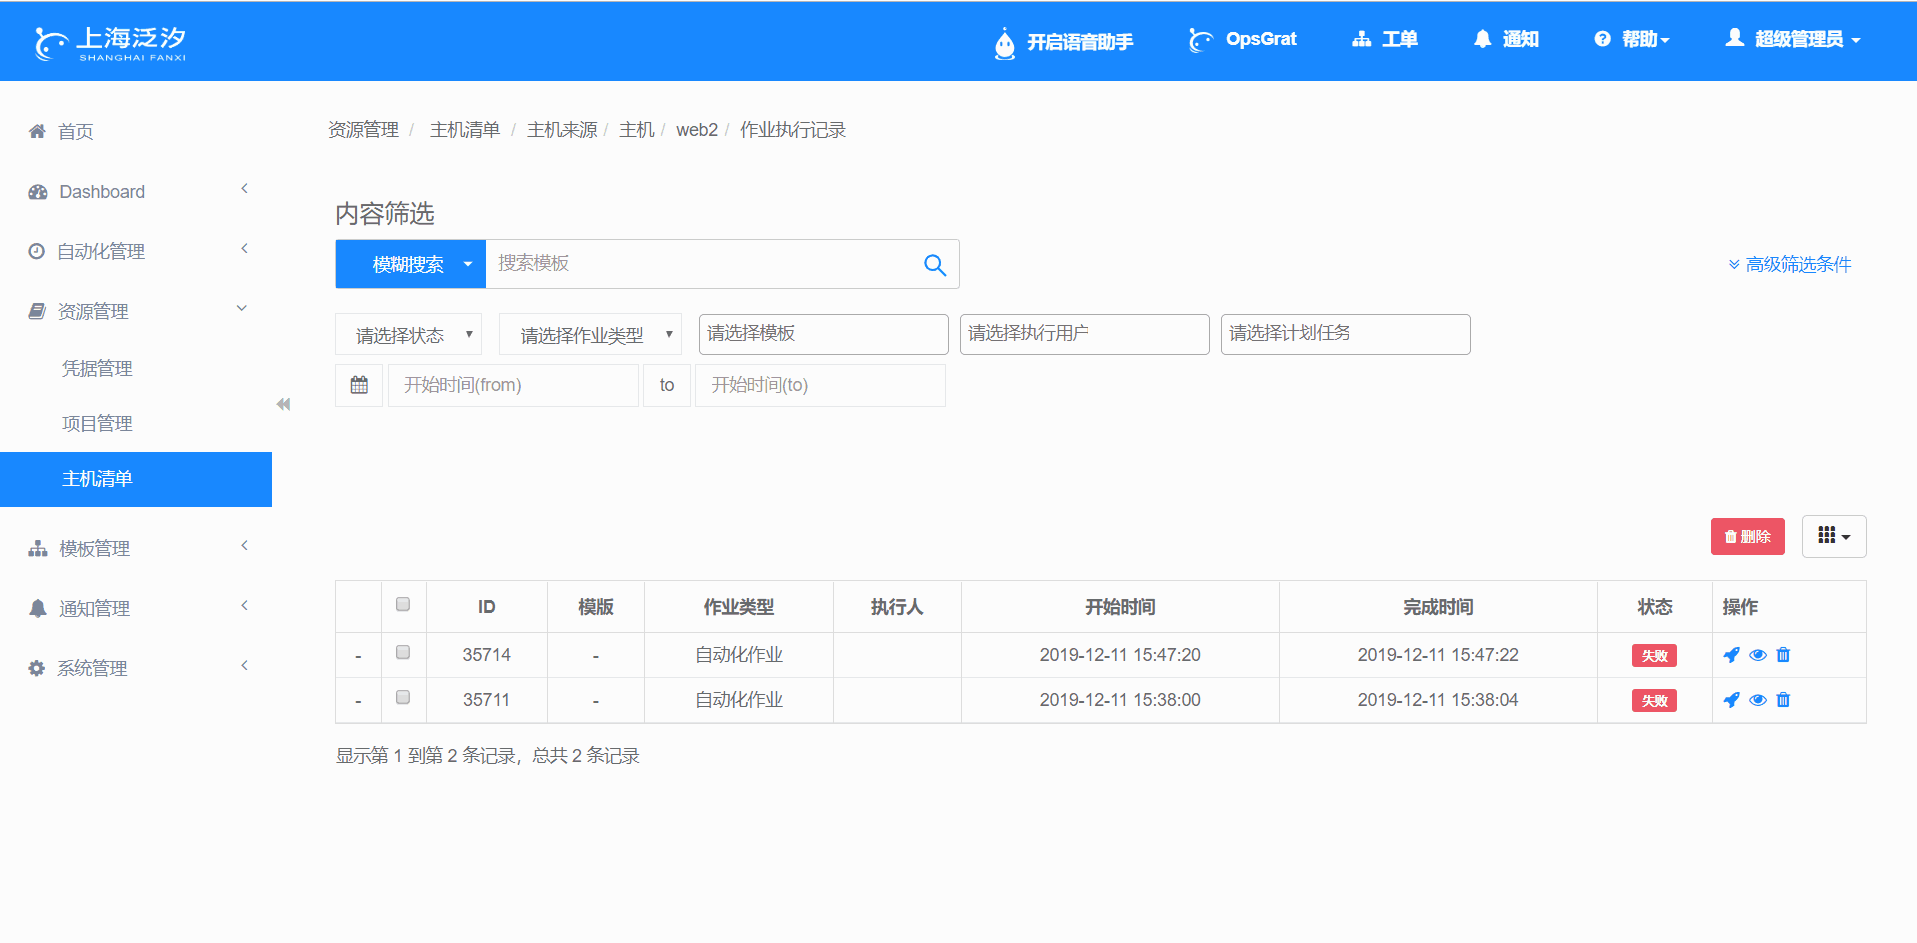 上海泛汐
SHANGHAI FANXI
开启语音助手
OpsGrat
工单
通知
帮助
超级管理员
首页
Dashboard
自动化管理
资源管理
凭据管理
项目管理
主机清单
模板管理
通知管理
系统管理
资源管理 / 主机清单 / 主机来源 / 主机 / web2 / 作业执行记录
内容筛选
模糊搜索 搜索模板
高级筛选条件
请选择状态 请选择作业类型 请选择模板 请选择执行用户 请选择计划任务
开始时间(from) to 开始时间(to)
删除
ID 模版 作业类型 执行人 开始时间 完成时间 状态 操作
- 35714 - 自动化作业 2019-12-11 15:47:20 2019-12-11 15:47:22 失败
- 35711 - 自动化作业 2019-12-11 15:38:00 2019-12-11 15:38:04 失败
显示第 1 到第 2 条记录，总共 2 条记录